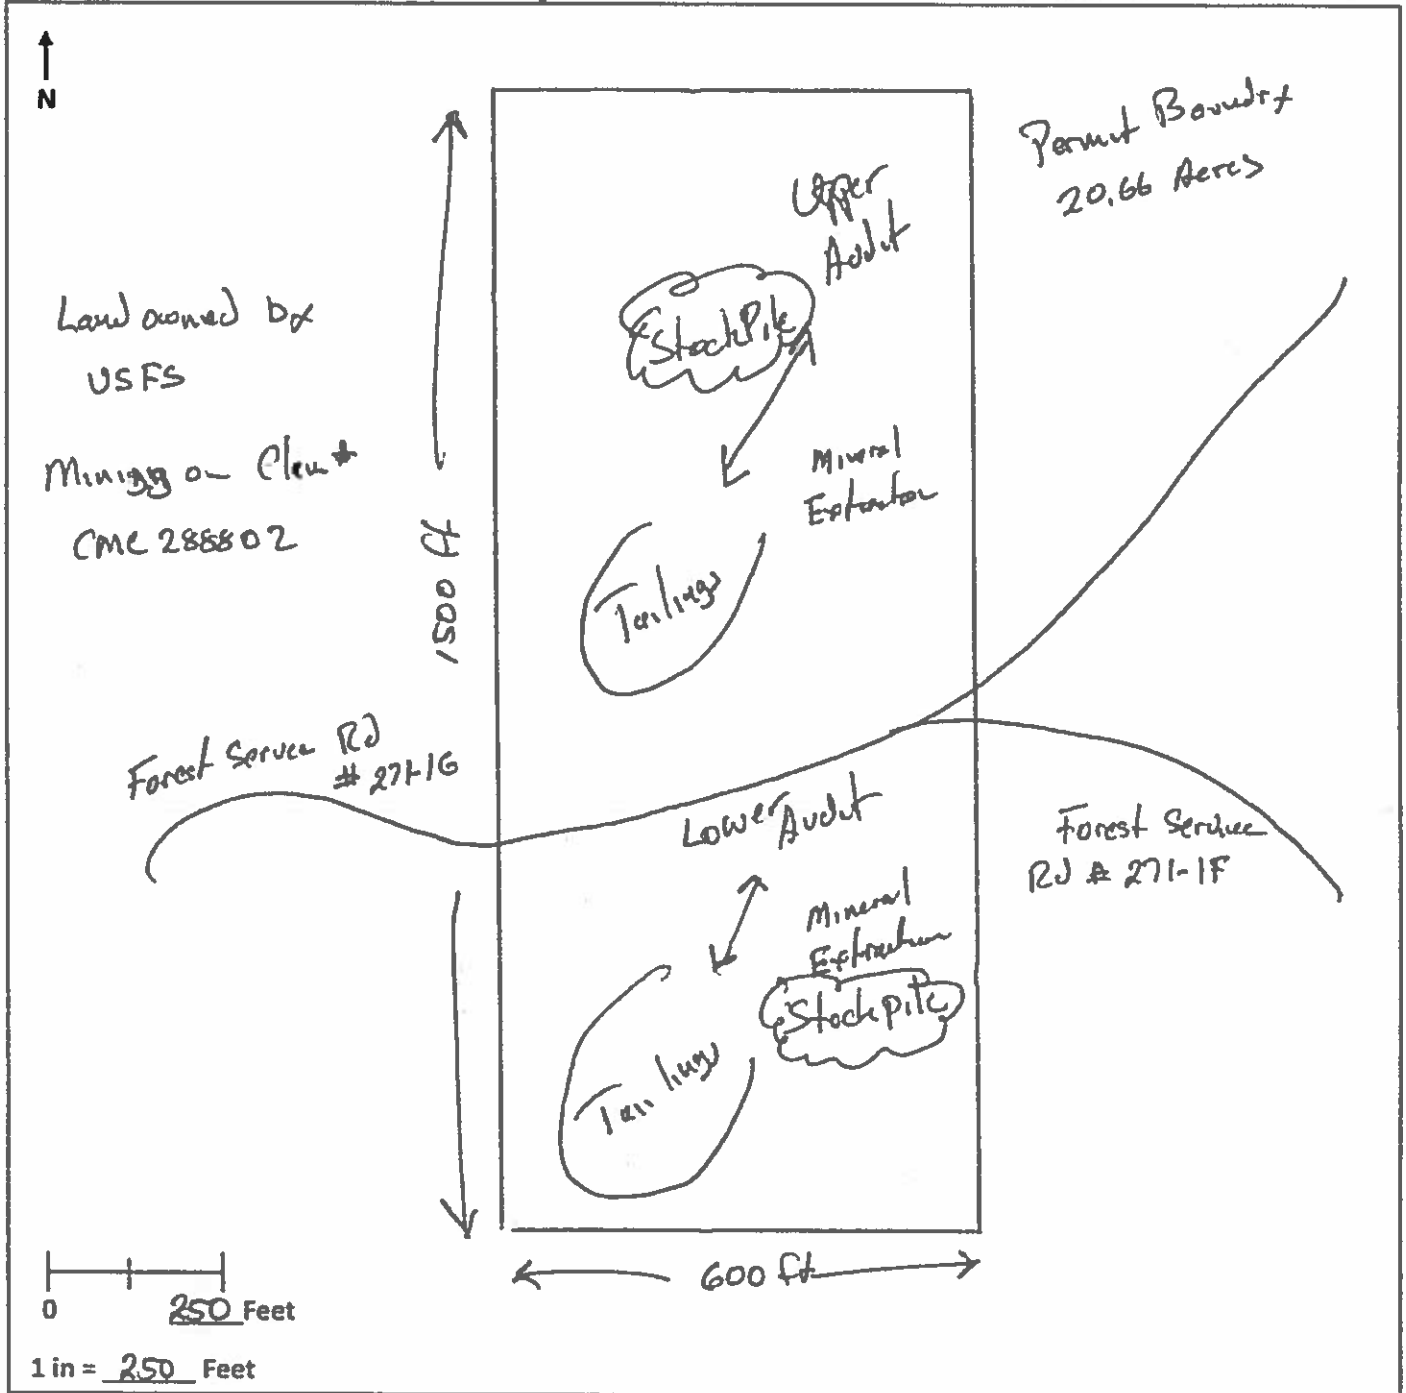 N
Permit Boundry
20.66 Acres
Upper
Audit
StockPile
Land owned by
USFS
Mineral
Extraction
Mining on Claim #
CMC 288802
1500 ft
Tailings
Forest Service Rd
# 271-1G
Lower Audit
Forest Service
Rd # 271-1F
Mineral
Extraction
Stockpile
Tailings
600 ft
0 250 Feet
1 in = 250 Feet